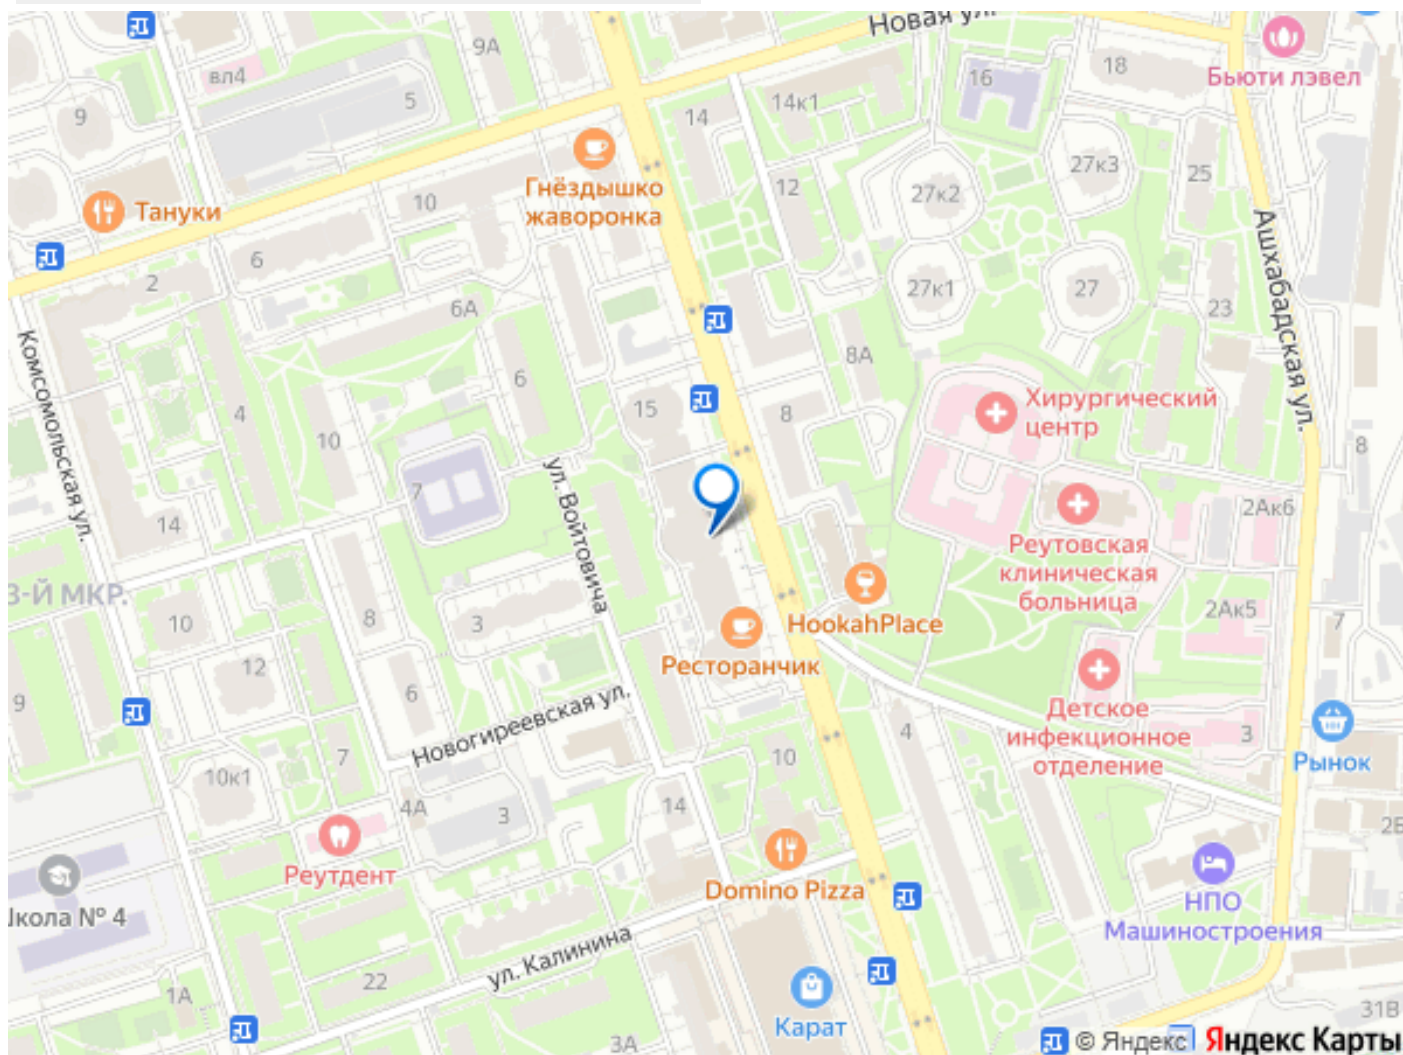 Новая ул.
9А
Бьюти лэвел
вл4
16
18
5
14к1
9
14
27к3
Гнёздышко
жаворонка
12
27к2
25
Тануки
10
Ашхабадская ул.
6
2
27к1
27
6А
23
Комсомольская ул.
8А
6
4
15
8
Хирургический
центр
10
8
7
ул. Войтовича
14
2Ак6
Реутовская
клиническая
больница
3-Й МКР.
10
8
3
HookahPlace
2Ак5
7
Ресторанчик
12
6
9
Новогиреевская ул.
Детское
инфекционное
отделение
4
3
Рынок
7
10
10к1
4А
3
14
2Б
Реутдент
Domino Pizza
НПО
Машиностроения
Школа № 4
ул. Калинина
22
1А
Карат
3А
31В
© Яндекс Яндекс Карты